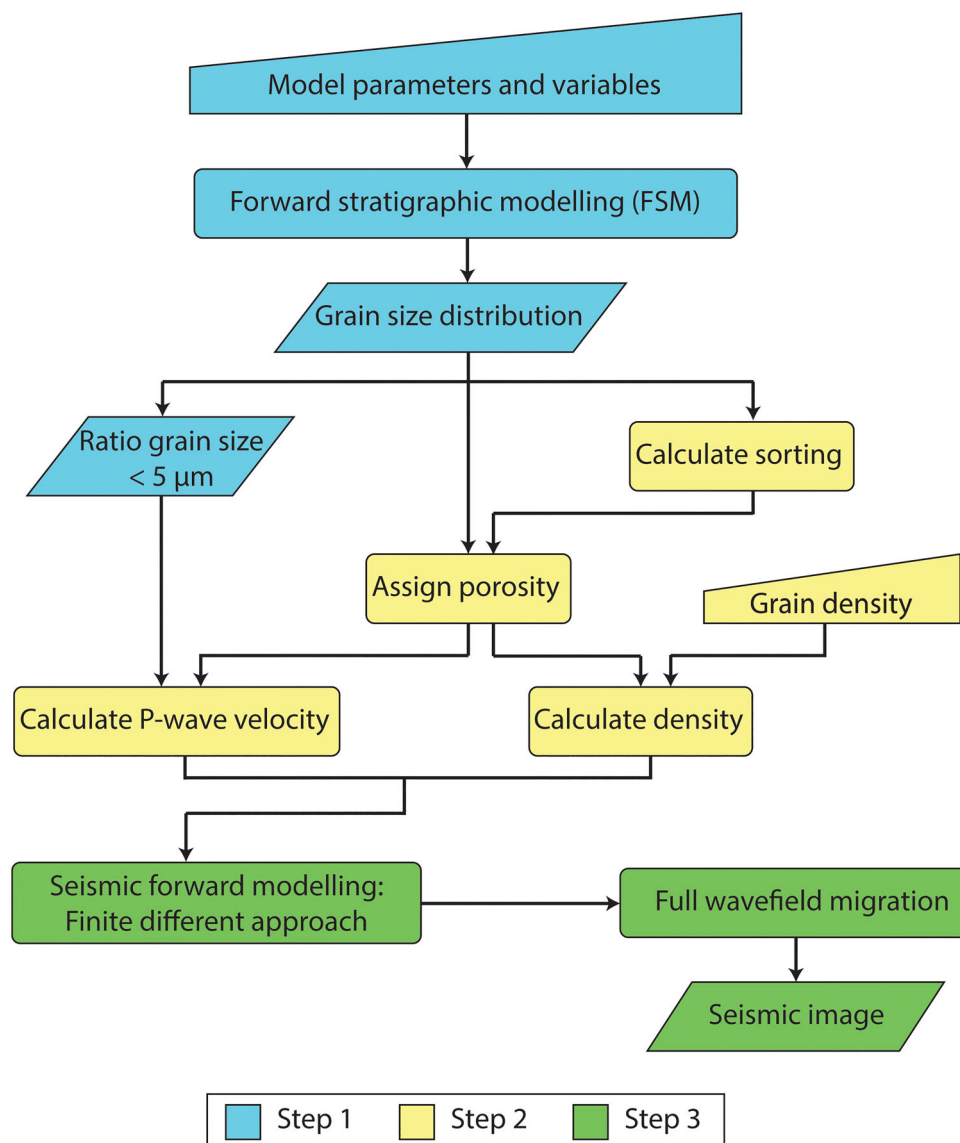 Model parameters and variables
Forward stratigraphic modelling (FSM)
Grain size distribution
Ratio grain size
< 5 μm
Calculate sorting
Assign porosity
Grain density
Calculate P-wave velocity
Calculate density
Seismic forward modelling:
Finite different approach
Full wavefield migration
Seismic image
Step 1
Step 2
Step 3